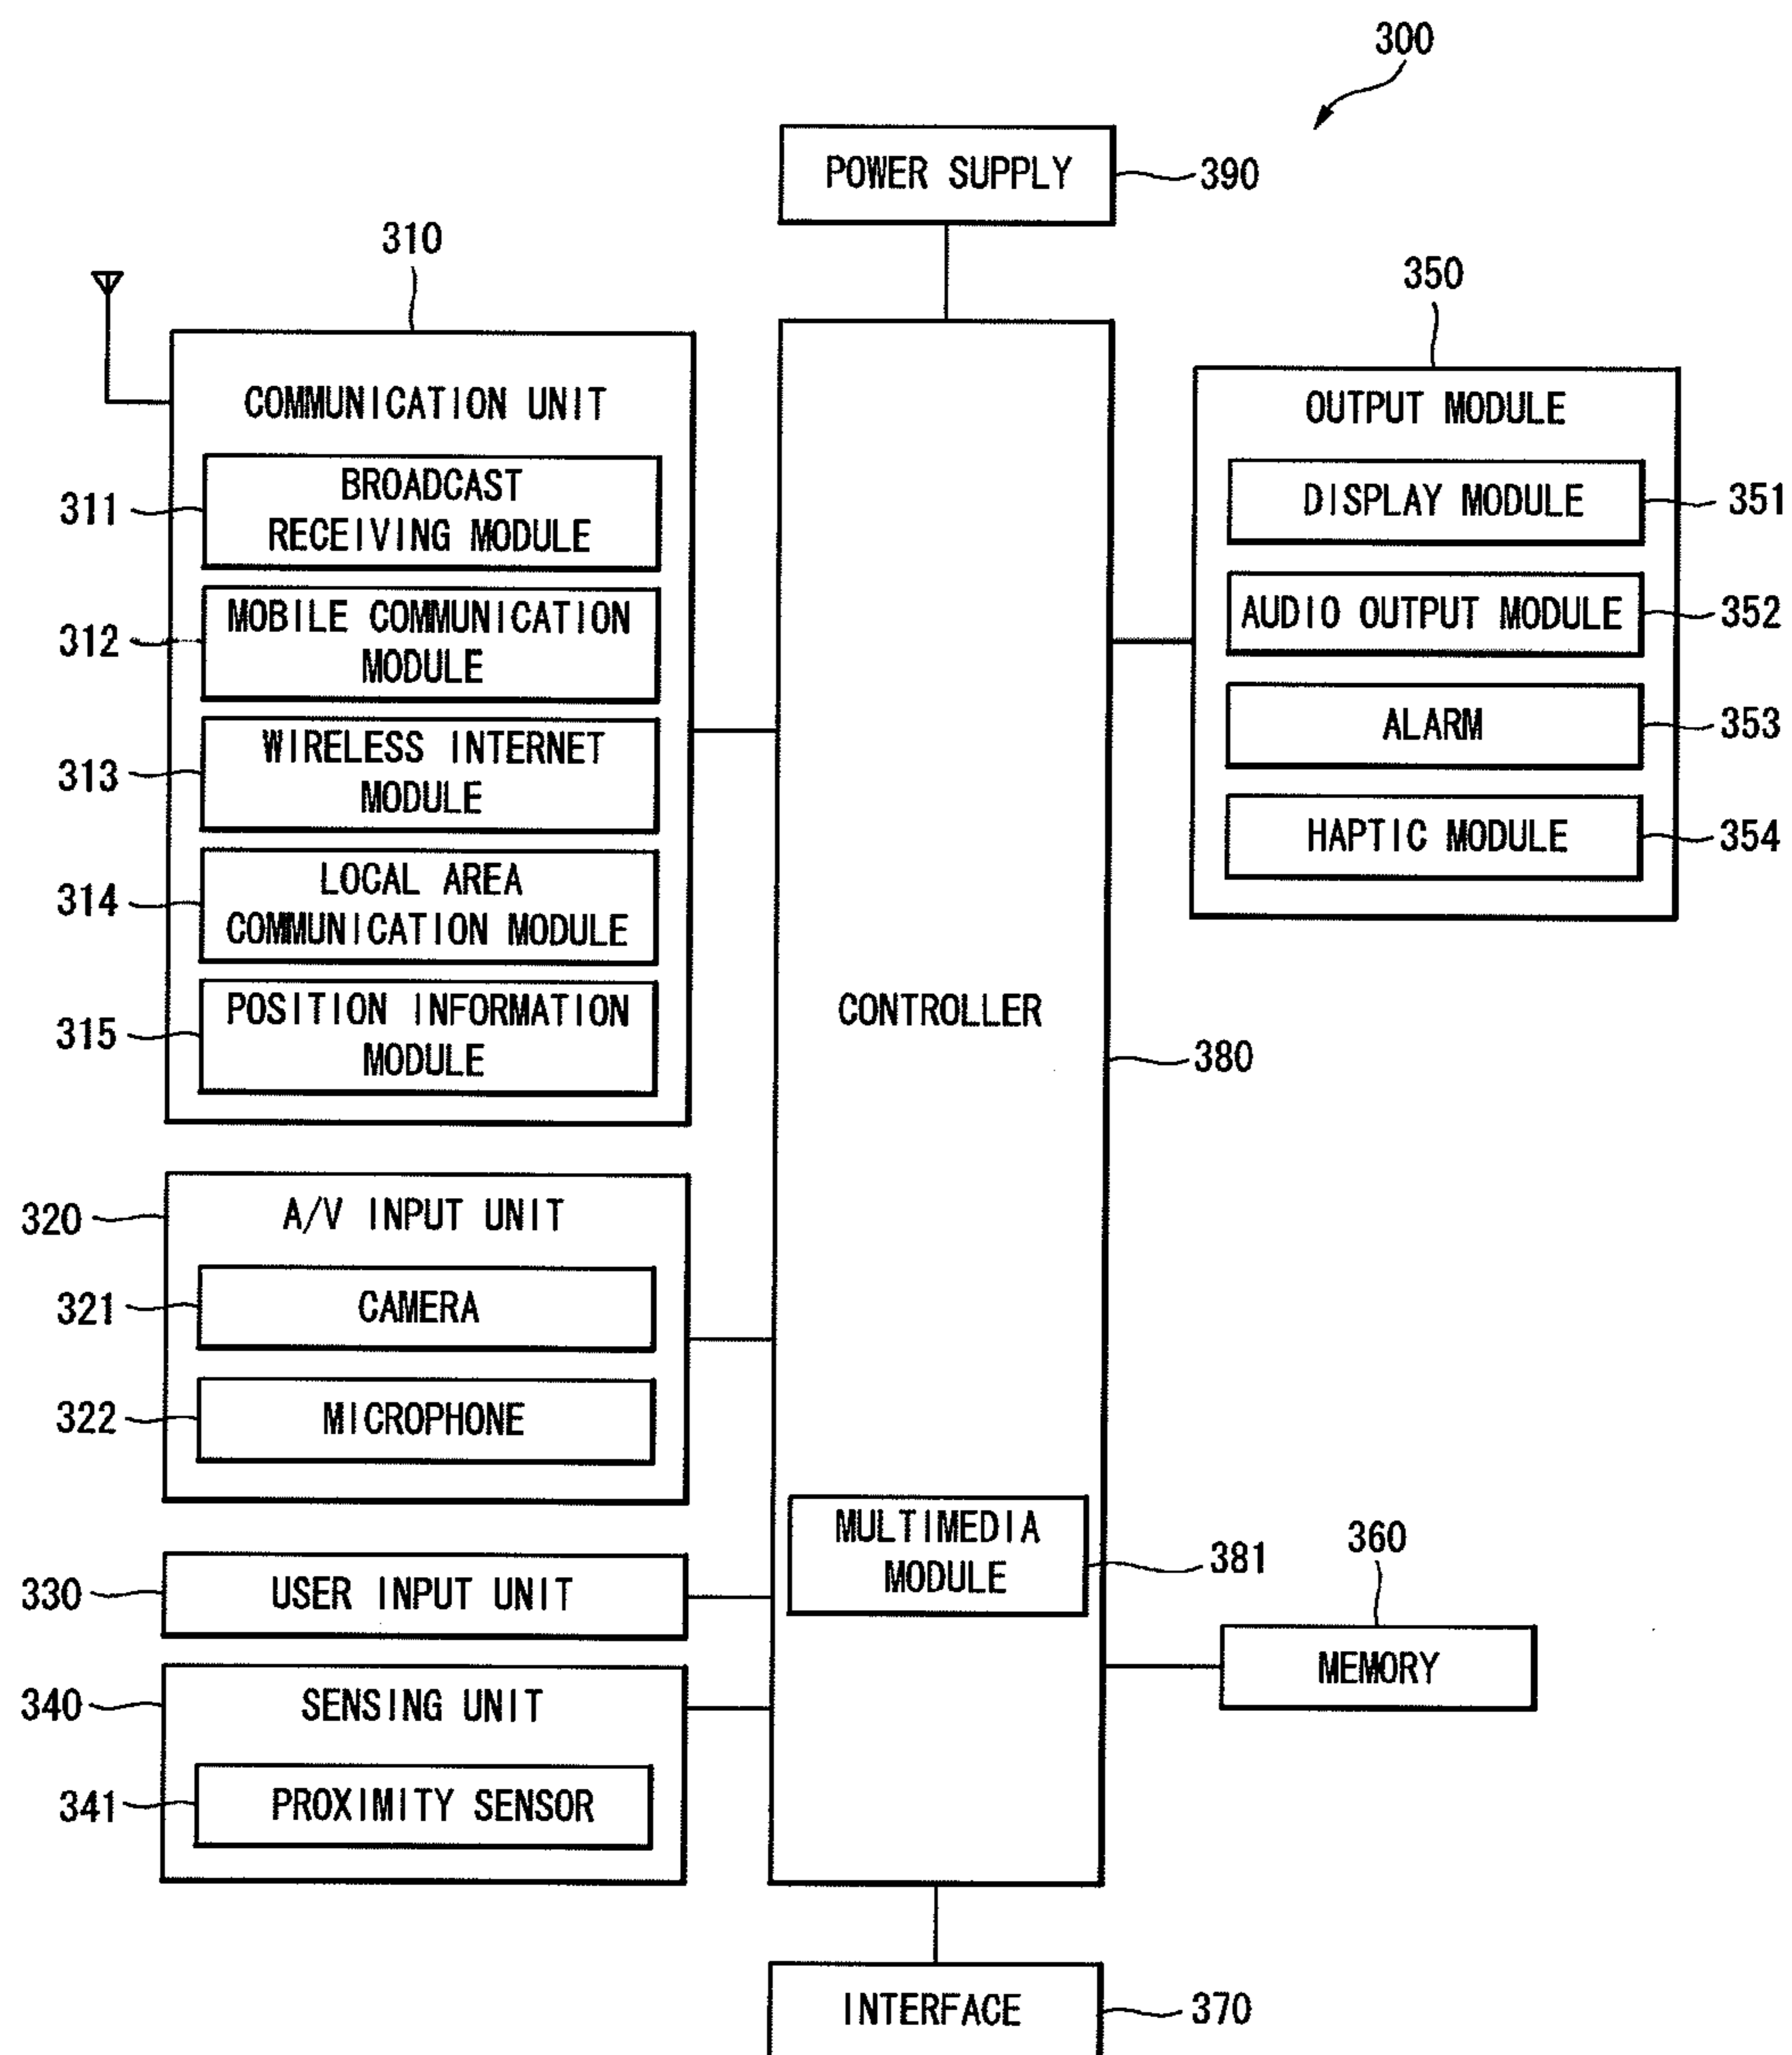 300
POWER SUPPLY
390
310
COMMUNICATION UNIT
311
BROADCAST
RECEIVING MODULE
312
MOBILE COMMUNICATION
MODULE
313
WIRELESS INTERNET
MODULE
314
LOCAL AREA
COMMUNICATION MODULE
315
POSITION INFORMATION
MODULE
320
A/V INPUT UNIT
321
CAMERA
322
MICROPHONE
330
USER INPUT UNIT
340
SENSING UNIT
341
PROXIMITY SENSOR
CONTROLLER
380
MULTIMEDIA
MODULE
381
350
OUTPUT MODULE
DISPLAY MODULE
351
AUDIO OUTPUT MODULE
352
ALARM
353
HAPTIC MODULE
354
360
MEMORY
INTERFACE
370